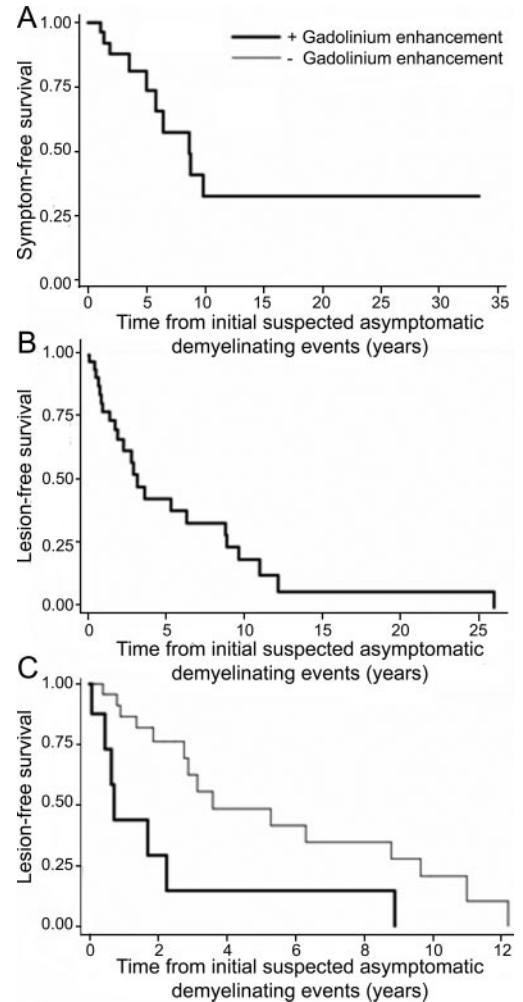 A
1.00
+ Gadolinium enhancement
- Gadolinium enhancement
0.75
0.50
0.25
0.00
Symptom-free survival
0 5 10 15 20 25 30 35
Time from initial suspected asymptomatic
demyelinating events (years)
B
1.00
0.75
0.50
0.25
0.00
Lesion-free survival
0 5 10 15 20 25
Time from initial suspected asymptomatic
demyelinating events (years)
C
1.00
0.75
0.50
0.25
0.00
Lesion-free survival
0 2 4 6 8 10 12
Time from initial suspected asymptomatic
demyelinating events (years)